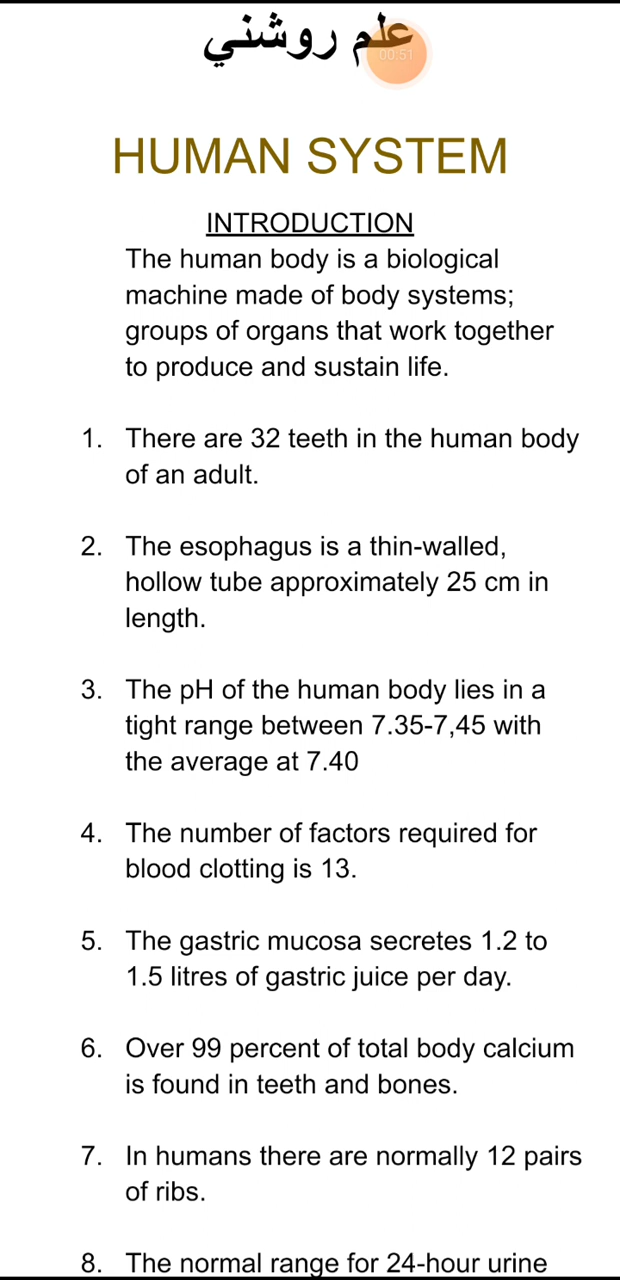 علم روشني
00:51
HUMAN SYSTEM
INTRODUCTION
The human body is a biological
machine made of body systems;
groups of organs that work together
to produce and sustain life.
1. There are 32 teeth in the human body
of an adult.
2. The esophagus is a thin-walled,
hollow tube approximately 25 cm in
length.
3. The pH of the human body lies in a
tight range between 7.35-7,45 with
the average at 7.40
4. The number of factors required for
blood clotting is 13.
5. The gastric mucosa secretes 1.2 to
1.5 litres of gastric juice per day.
6. Over 99 percent of total body calcium
is found in teeth and bones.
7. In humans there are normally 12 pairs
of ribs.
8. The normal range for 24-hour urine